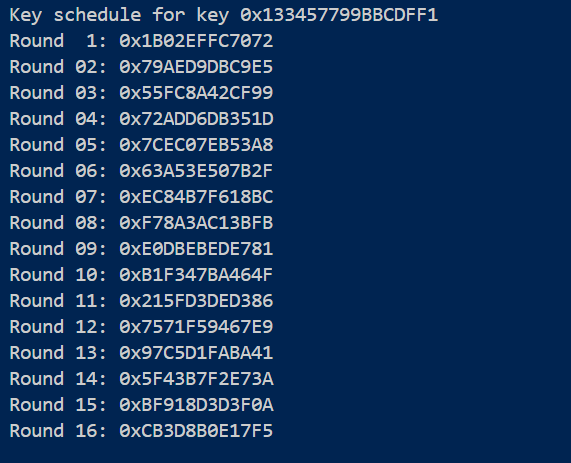 Key schedule for key 0x133457799BBCDFF1
Round  1: 0x1B02EFFC7072
Round 02: 0x79AED9DBC9E5
Round 03: 0x55FC8A42CF99
Round 04: 0x72ADD6DB351D
Round 05: 0x7CEC07EB53A8
Round 06: 0x63A53E507B2F
Round 07: 0xEC84B7F618BC
Round 08: 0xF78A3AC13BFB
Round 09: 0xE0DBEBEDE781
Round 10: 0xB1F347BA464F
Round 11: 0x215FD3DED386
Round 12: 0x7571F59467E9
Round 13: 0x97C5D1FABA41
Round 14: 0x5F43B7F2E73A
Round 15: 0xBF918D3D3F0A
Round 16: 0xCB3D8B0E17F5